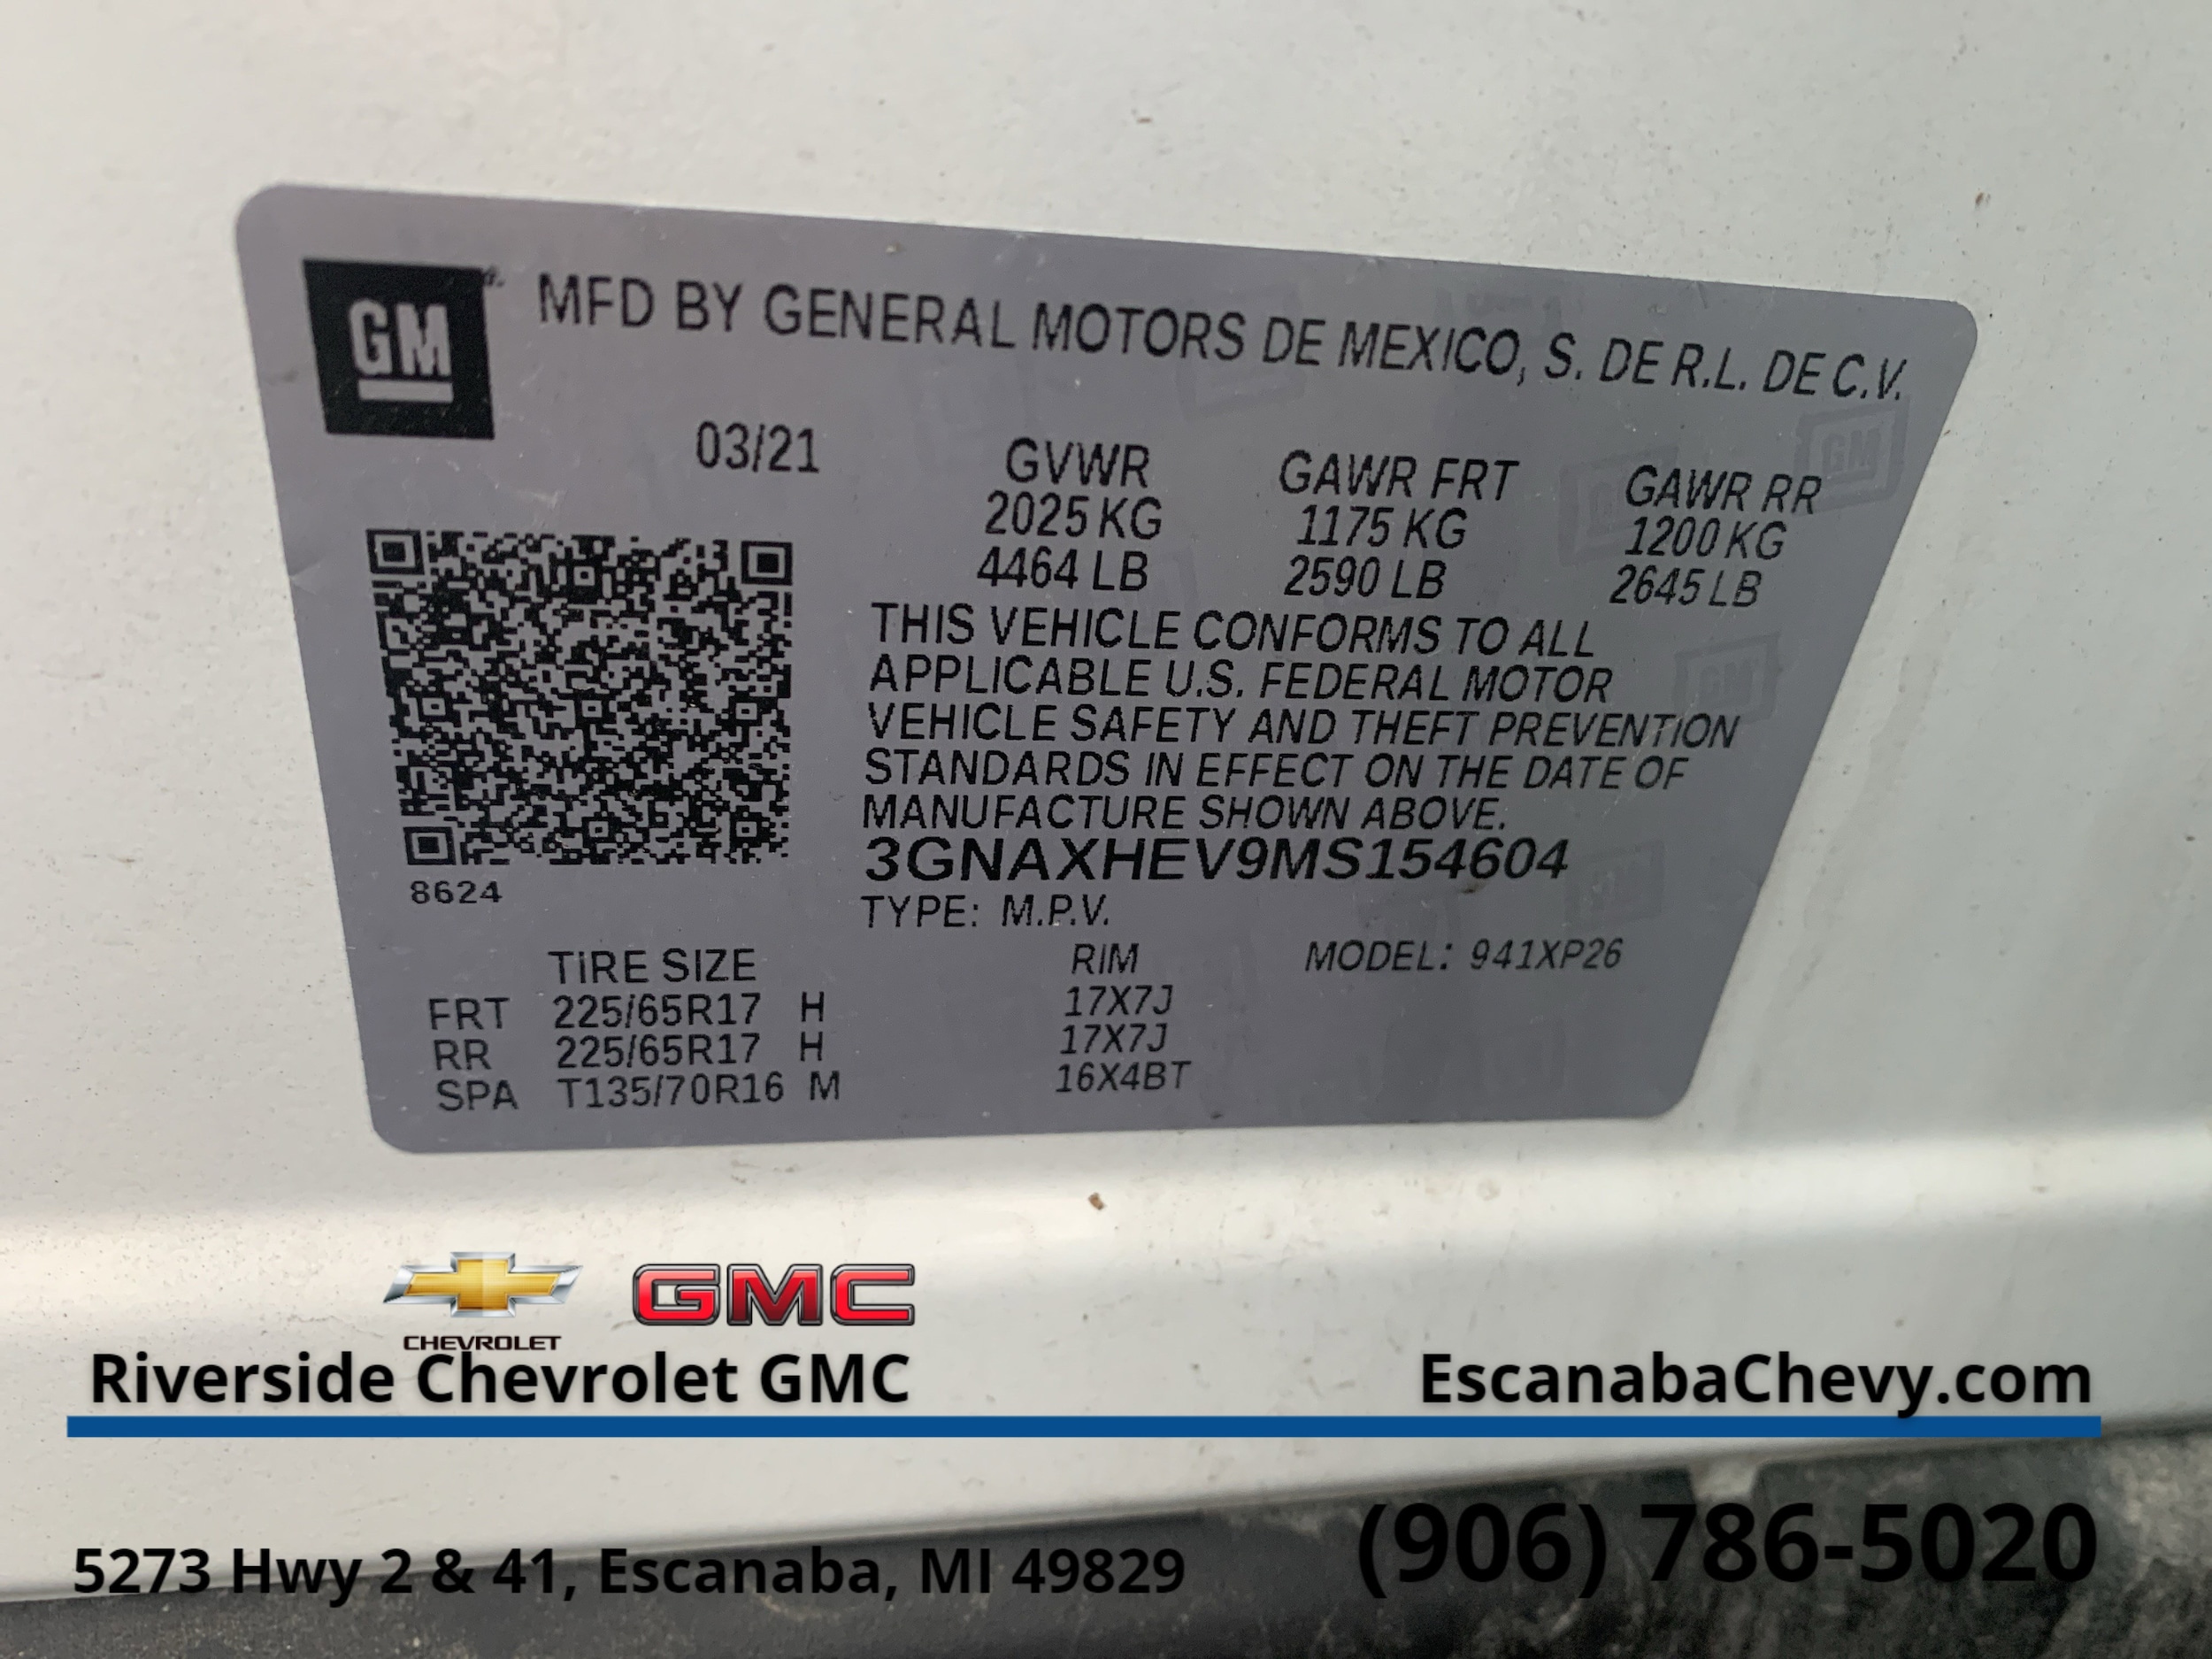 GM
MFD BY GENERAL MOTORS DE MEXICO, S. DE R.L. DE C.V.
03/21
GVWR GAWR FRT GAWR RR
2025 KG 1175 KG 1200 KG
4464 LB 2590 LB 2645 LB
THIS VEHICLE CONFORMS TO ALL
APPLICABLE U.S. FEDERAL MOTOR
VEHICLE SAFETY AND THEFT PREVENTION
STANDARDS IN EFFECT ON THE DATE OF
MANUFACTURE SHOWN ABOVE.
3GNAXHEV9MS154604
8624
TYPE: M.P.V.
TIRE SIZE RIM MODEL: 941XP26
FRT 225/65R17 H 17X7J
RR 225/65R17 H 17X7J
SPA T135/70R16 M 16X4BT
CHEVROLET
GMC
Riverside Chevrolet GMC
EscanabaChevy.com
5273 Hwy 2 & 41, Escanaba, MI 49829
(906) 786-5020